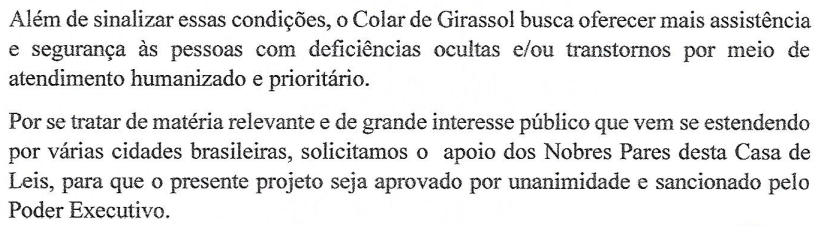 Além de sinalizar essas condições, o Colar de Girassol busca oferecer mais assistência
e segurança às pessoas com deficiências ocultas e/ou transtornos por meio de
atendimento humanizado e prioritário.
Por se tratar de matéria relevante e de grande interesse público que vem se estendendo
por várias cidades brasileiras, solicitamos o apoio dos Nobres Pares desta Casa de
Leis, para que o presente projeto seja aprovado por unanimidade e sancionado pelo
Poder Executivo.